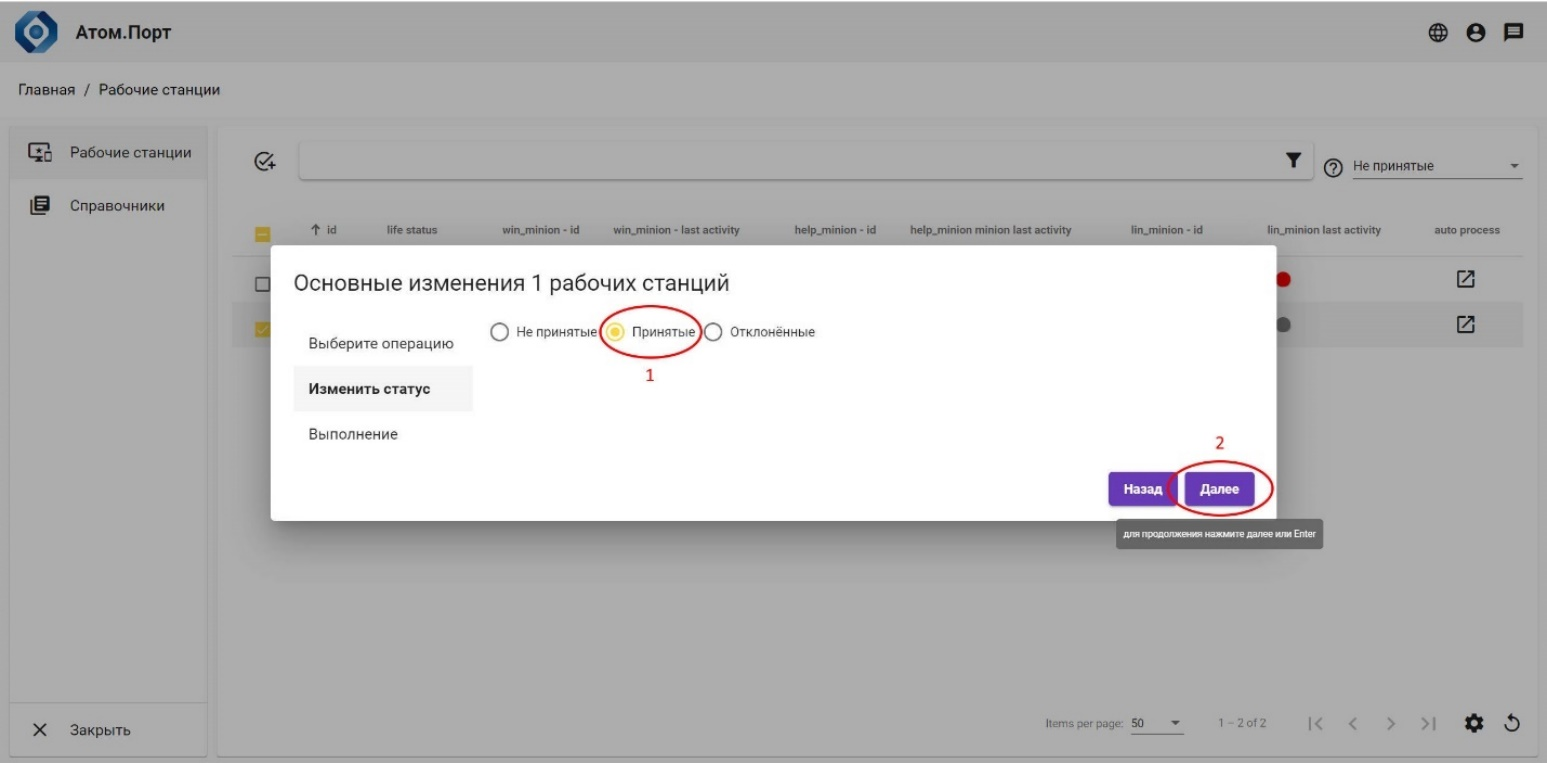 Атом.Порт
Главная / Рабочие станции
Рабочие станции
Справочники
Не принятые
id life status win_minion - id win_minion - last activity help_minion - id help_minion minion last activity lin_minion - id lin_minion last activity auto process
Основные изменения 1 рабочих станций
Выберите операцию
Изменить статус
Выполнение
Не принятые Принятые Отклонённые
1
2
Назад Далее
для продолжения нажмите далее или Enter
Закрыть
Items per page: 50 1 – 2 of 2